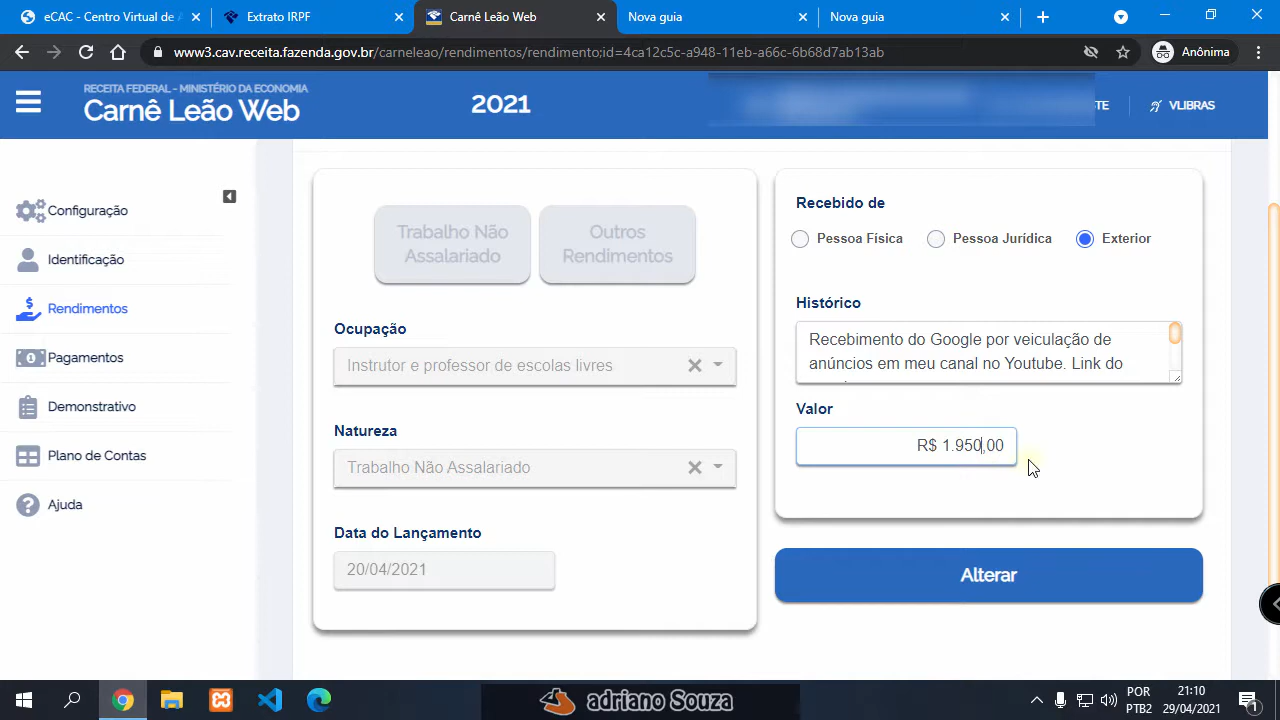 eCAC - Centro Virtual de A
Extrato IRPF
Carnê Leão Web
Nova guia
Nova guia
www3.cav.receita.fazenda.gov.br/carneleao/rendimentos/rendimento;id=4ca12c5c-a948-11eb-a66c-6b68d7ab13ab
Anônima
RECEITA FEDERAL - MINISTÉRIO DA ECONOMIA
Carnê Leão Web
2021
TE
VLIBRAS
Configuração
Identificação
Rendimentos
Pagamentos
Demonstrativo
Plano de Contas
Ajuda
Trabalho Não
Assalariado
Outros
Rendimentos
Ocupação
Instrutor e professor de escolas livres
Natureza
Trabalho Não Assalariado
Data do Lançamento
20/04/2021
Recebido de
Pessoa Física
Pessoa Jurídica
Exterior
Histórico
Recebimento do Google por veiculação de
anúncios em meu canal no Youtube. Link do
Valor
R$ 1.950,00
Alterar
adriano Souza
POR
PTB2
21:10
29/04/2021
1